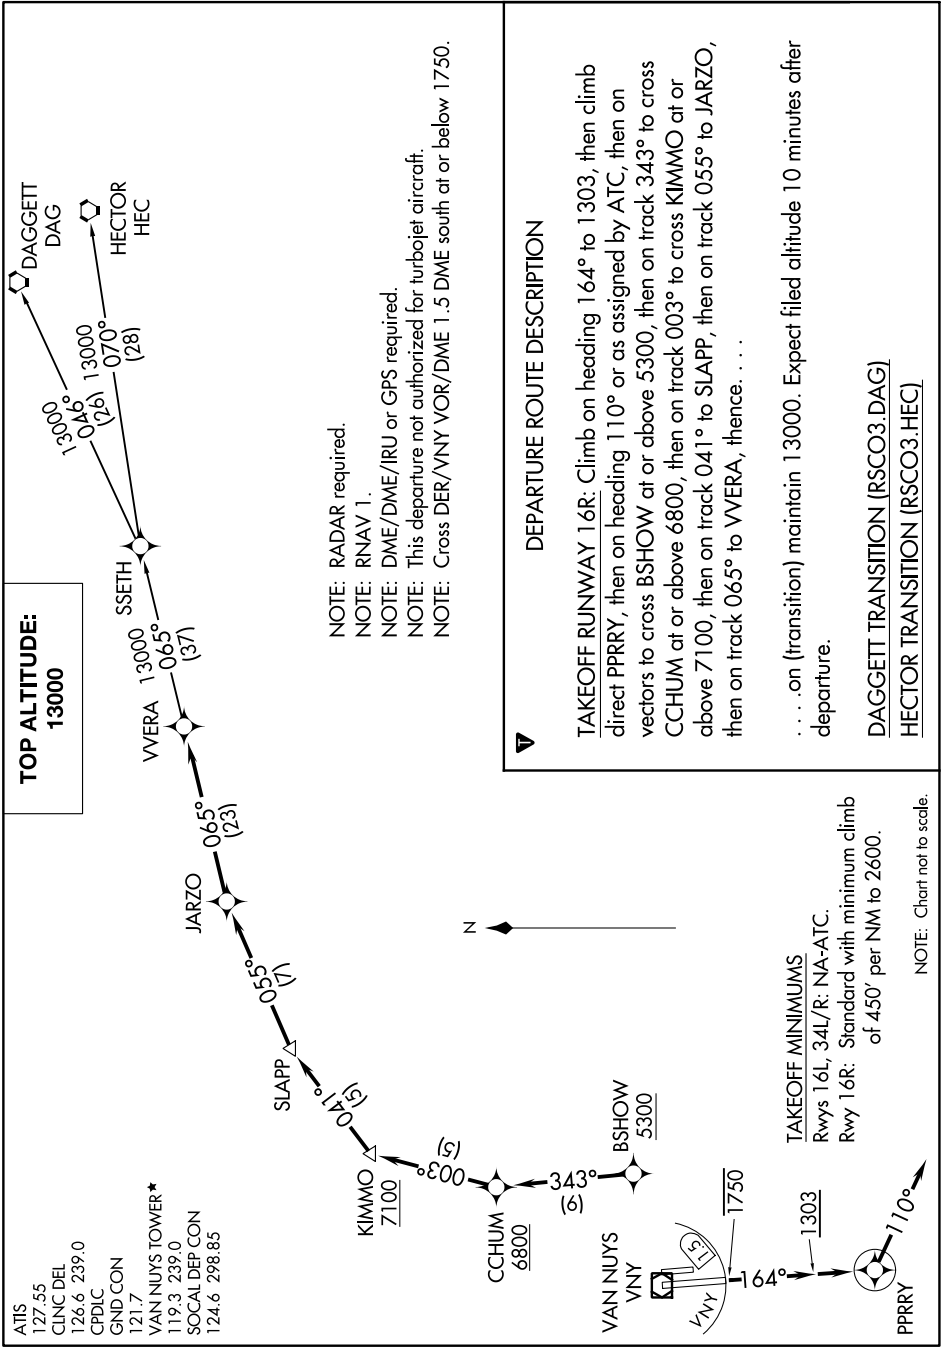 ATIS
127.55
CLNC DEL
126.6 239.0
CPDLC
GND CON
121.7
VAN NUYS TOWER★
119.3 239.0
SOCAL DEP CON
124.6 298.85
TOP ALTITUDE:
13000
DAGGETT
DAG
HECTOR
HEC
13000
046°
(26)
13000
070°
(28)
SSETH
13000
065°
(37)
VVERA
065°
(23)
JARZO
055°
(7)
SLAPP
041°
(5)
KIMMO
7100
003°
(5)
CCHUM
6800
343°
(6)
BSHOW
5300
N
VAN NUYS
VNY
1.5
VNY
1750
164°
1303
PPRRY
110°
NOTE: RADAR required.
NOTE: RNAV 1.
NOTE: DME/DME/IRU or GPS required.
NOTE: This departure not authorized for turbojet aircraft.
NOTE: Cross DER/VNY VOR/DME 1.5 DME south at or below 1750.
TAKEOFF MINIMUMS
Rwys 16L, 34L/R: NA-ATC.
Rwy 16R: Standard with minimum climb
of 450' per NM to 2600.
NOTE: Chart not to scale.
T
DEPARTURE ROUTE DESCRIPTION
TAKEOFF RUNWAY 16R: Climb on heading 164° to 1303, then climb
direct PPRRY, then on heading 110° or as assigned by ATC, then on
vectors to cross BSHOW at or above 5300, then on track 343° to cross
CCHUM at or above 6800, then on track 003° to cross KIMMO at or
above 7100, then on track 041° to SLAPP, then on track 055° to JARZO,
then on track 065° to VVERA, thence. . . .
. . . .on (transition) maintain 13000. Expect filed altitude 10 minutes after
departure.
DAGGETT TRANSITION (RSCO3.DAG)
HECTOR TRANSITION (RSCO3.HEC)